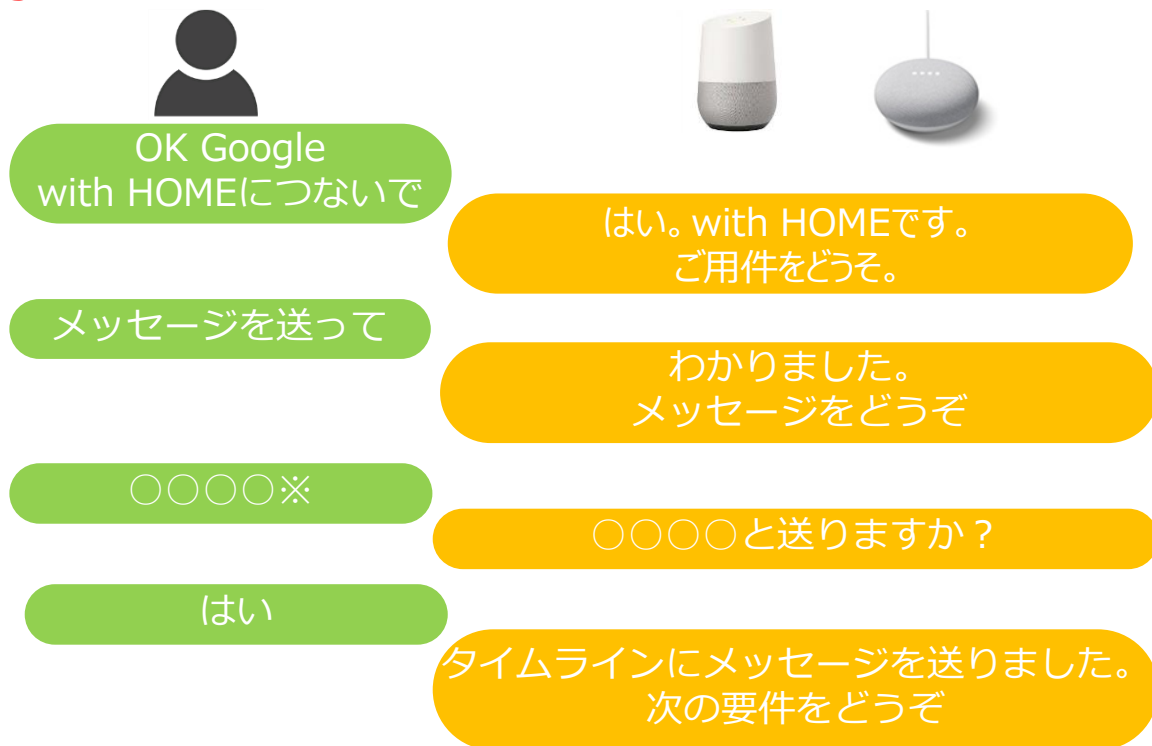 OK Google
with HOMEにつないで
はい。with HOMEです。
ご用件をどうぞ。
メッセージを送って
わかりました。
メッセージをどうぞ
○○○○※
○○○○と送りますか？
はい
タイムラインにメッセージを送りました。
次の要件をどうぞ